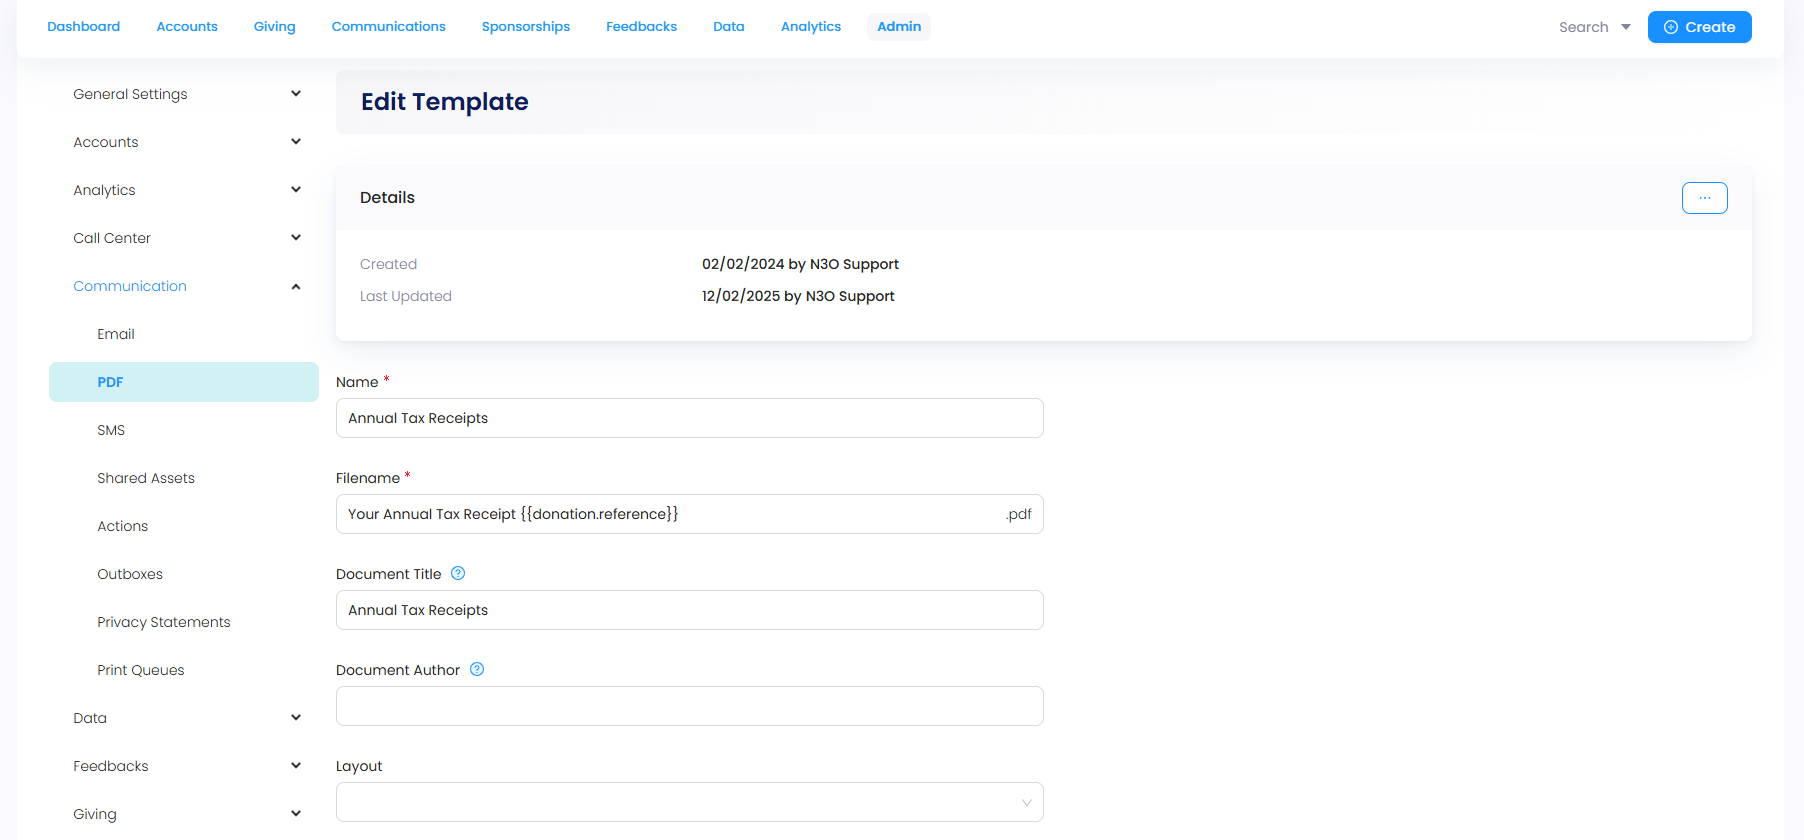 Dashboard Accounts Giving Communications Sponsorships Feedbacks Data Analytics Admin Search Create
General Settings
Accounts
Analytics
Call Center
Communication
Email
PDF
SMS
Shared Assets
Actions
Outboxes
Privacy Statements
Print Queues
Data
Feedbacks
Giving
Edit Template
Details ...
Created 02/02/2024 by N3O Support
Last Updated 12/02/2025 by N3O Support
Name *
Annual Tax Receipts
Filename *
Your Annual Tax Receipt {{donation.reference}} .pdf
Document Title ?
Annual Tax Receipts
Document Author ?
Layout